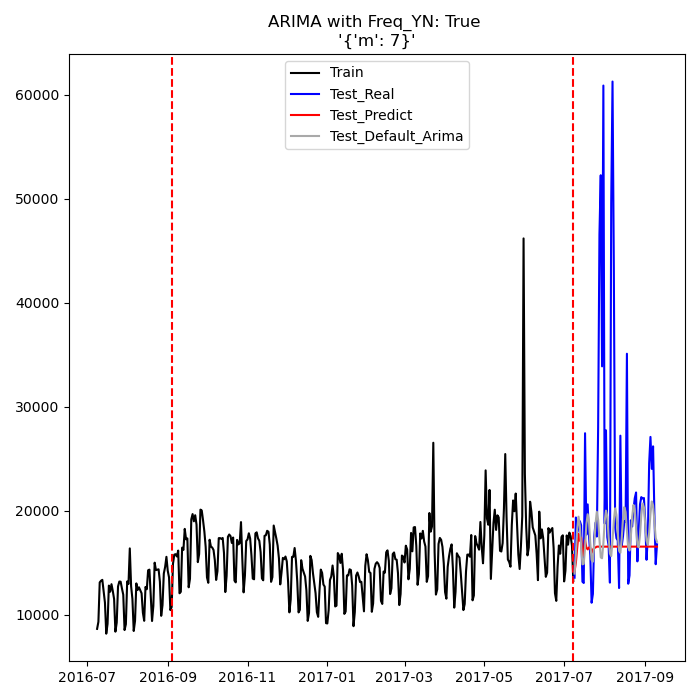 ARIMA with Freq_YN: True
'{'m': 7}'
Train
Test_Real
Test_Predict
Test_Default_Arima
60000
50000
40000
30000
20000
10000
2016-07
2016-09
2016-11
2017-01
2017-03
2017-05
2017-07
2017-09